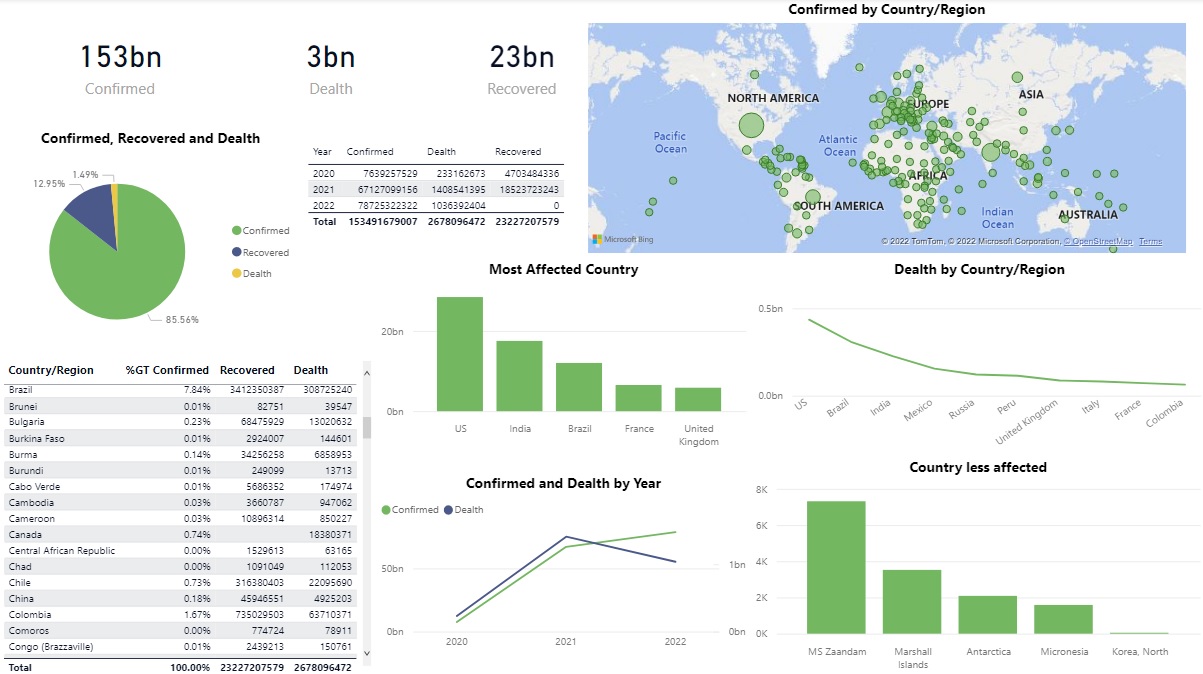 153bn
Confirmed
3bn
Dealth
23bn
Recovered
Confirmed by Country/Region
NORTH AMERICA
EUROPE
ASIA
Pacific
Ocean
Atlantic
Ocean
AFRICA
SOUTH AMERICA
Indian
Ocean
AUSTRALIA
Microsoft Bing
© 2022 TomTom, © 2022 Microsoft Corporation, © OpenStreetMap Terms
Confirmed, Recovered and Dealth
1.49%
12.95%
85.56%
Confirmed
Recovered
Dealth
Year Confirmed Dealth Recovered
2020 7639257529 233162673 4703484336
2021 67127099156 1408541395 18523723243
2022 78725322322 1036392404 0
Total 153491679007 2678096472 23227207579
Most Affected Country
20bn
0bn
US
India
Brazil
France
United
Kingdom
Dealth by Country/Region
0.5bn
0.0bn
US
Brazil
India
Mexico
Russia
Peru
United Kingdom
Italy
France
Colombia
Country/Region %GT Confirmed Recovered Dealth
Brazil 7.84% 3412350387 308725240
Brunei 0.01% 82751 39547
Bulgaria 0.23% 68475929 13020632
Burkina Faso 0.01% 2924007 144601
Burma 0.14% 34256258 6858953
Burundi 0.01% 249099 13713
Cabo Verde 0.01% 5686352 174974
Cambodia 0.03% 3660787 947062
Cameroon 0.03% 10896314 850227
Canada 0.74% 18380371
Central African Republic 0.00% 1529613 63165
Chad 0.00% 1091049 112053
Chile 0.73% 316380403 22095690
China 0.18% 45946551 4925203
Colombia 1.67% 735029503 63710371
Comoros 0.00% 774724 78911
Congo (Brazzaville) 0.01% 2439213 150761
Total 100.00% 23227207579 2678096472
Confirmed and Dealth by Year
Confirmed Dealth
50bn
0bn
1bn
0bn
2020
2021
2022
Country less affected
8K
6K
4K
2K
0K
MS Zaandam
Marshall
Islands
Antarctica
Micronesia
Korea, North